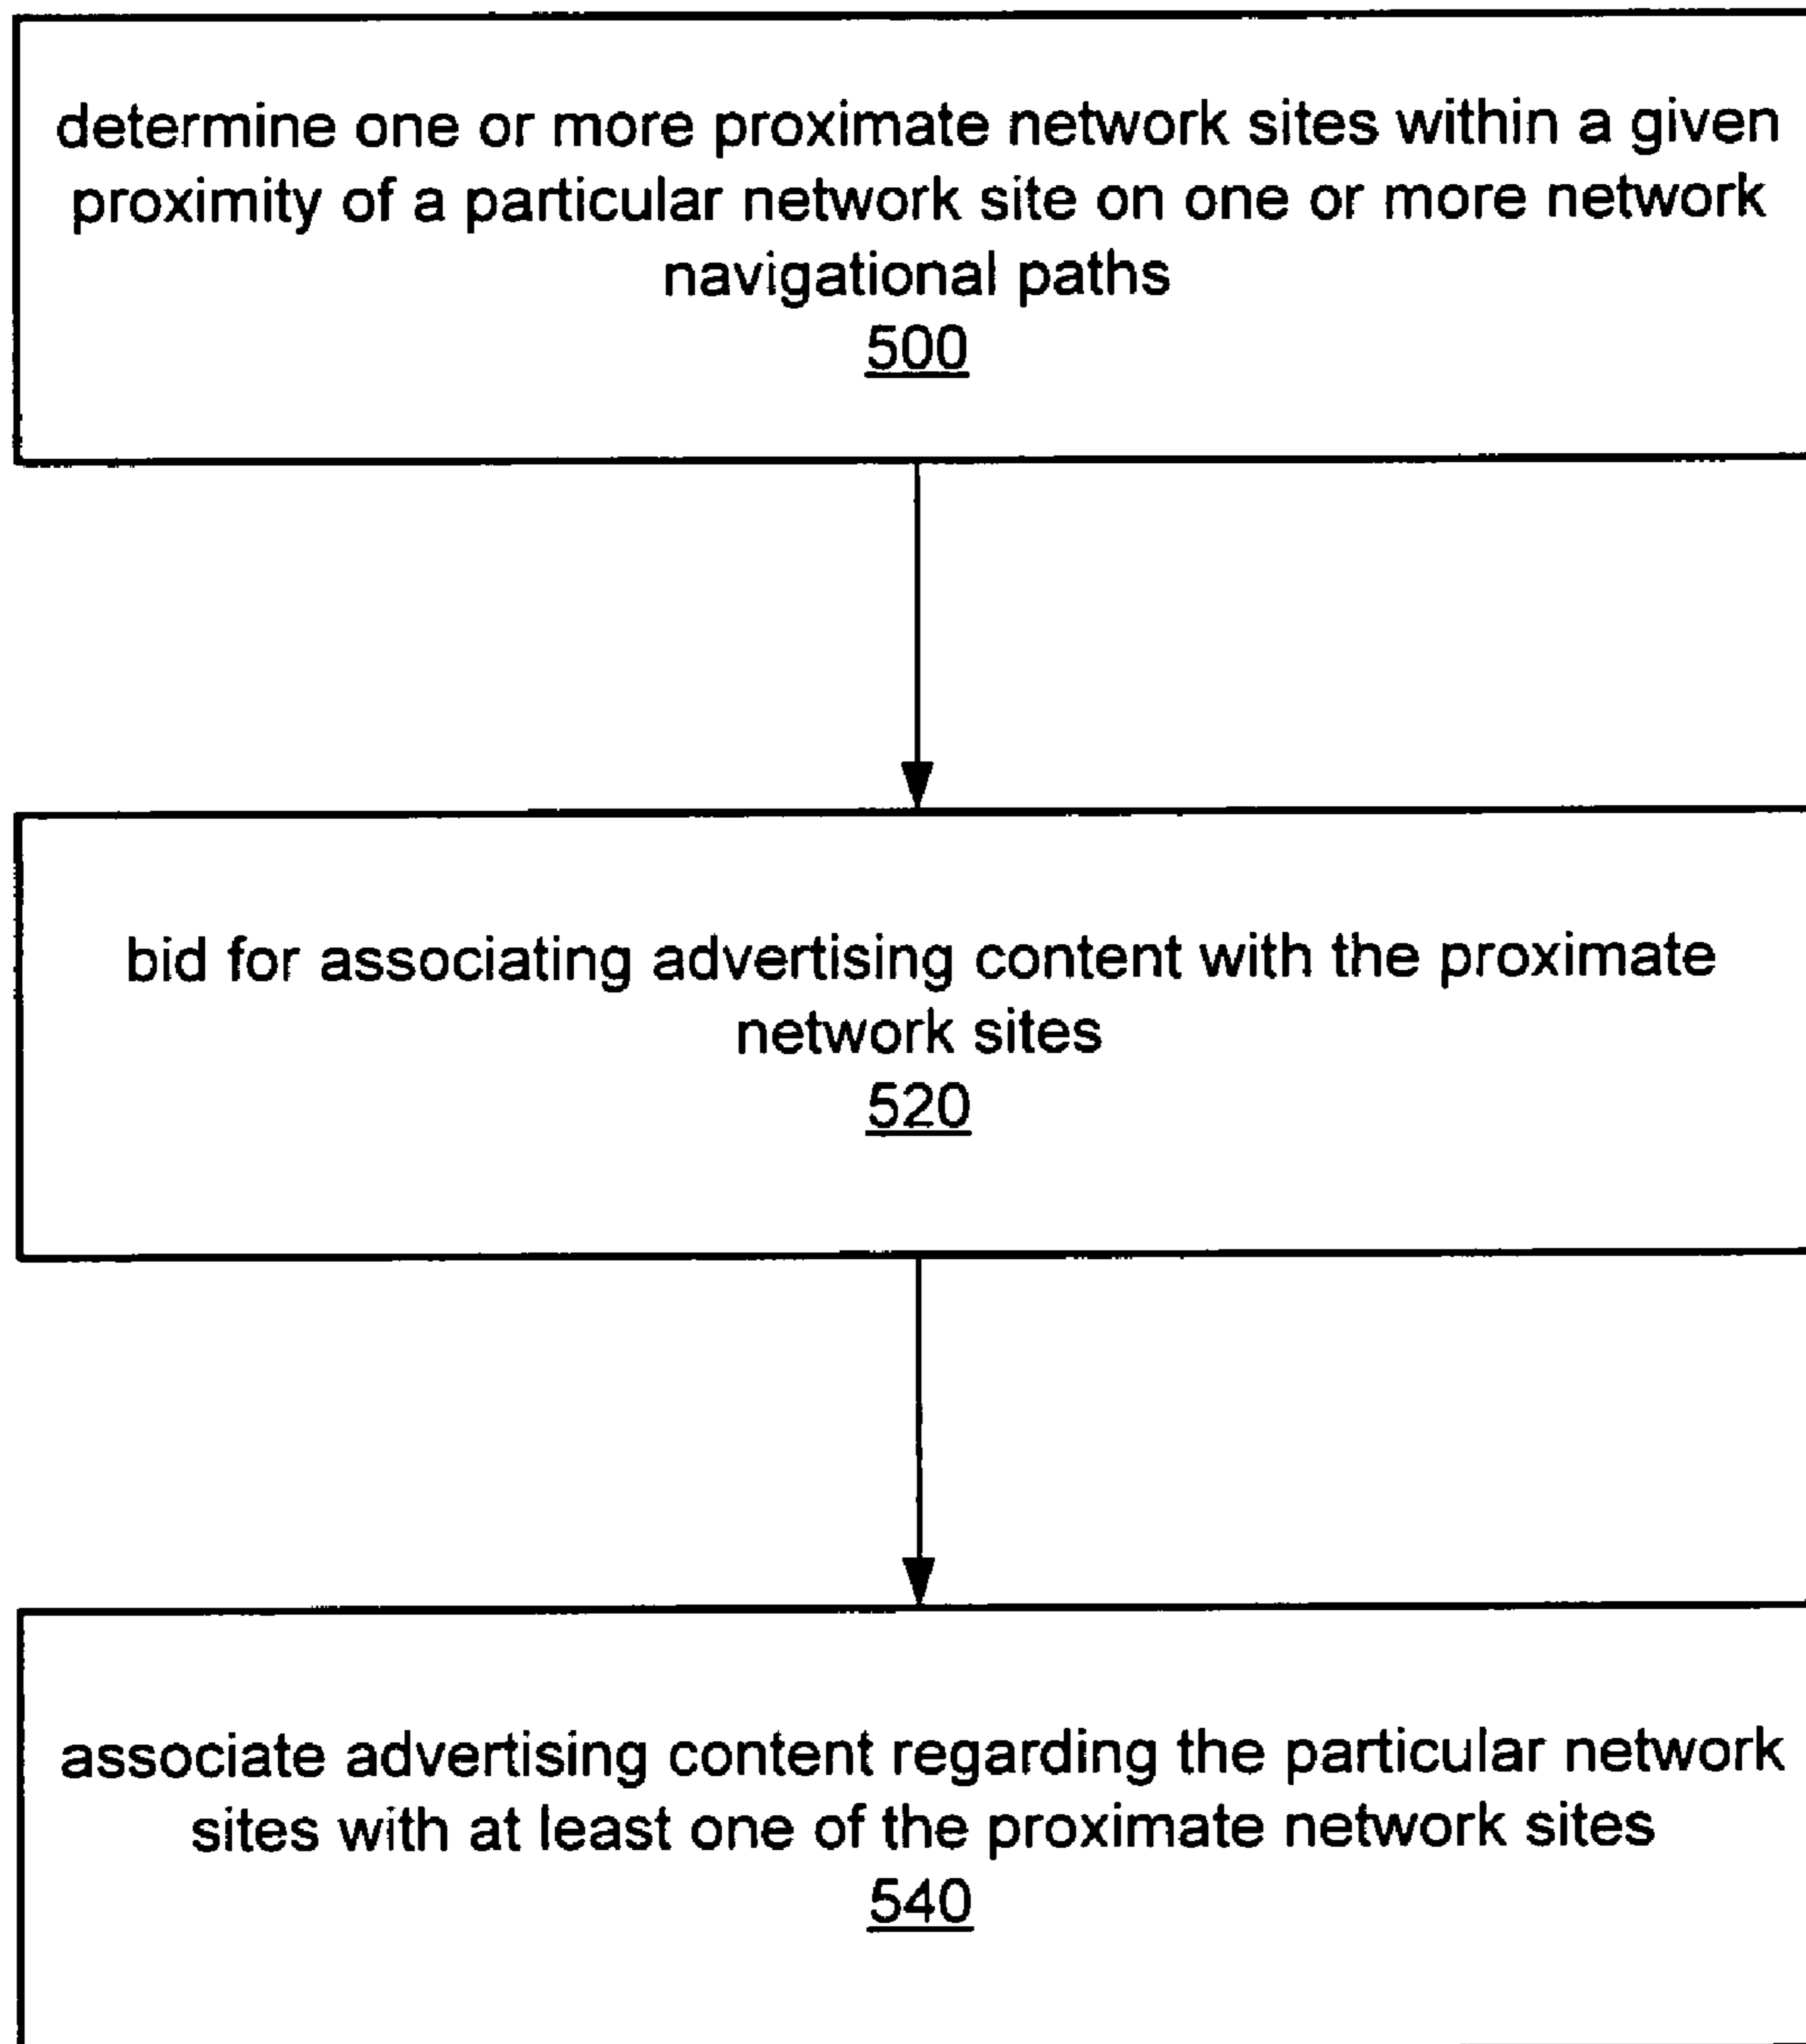 determine one or more proximate network sites within a given
proximity of a particular network site on one or more network
navigational paths
500
bid for associating advertising content with the proximate
network sites
520
associate advertising content regarding the particular network
sites with at least one of the proximate network sites
540